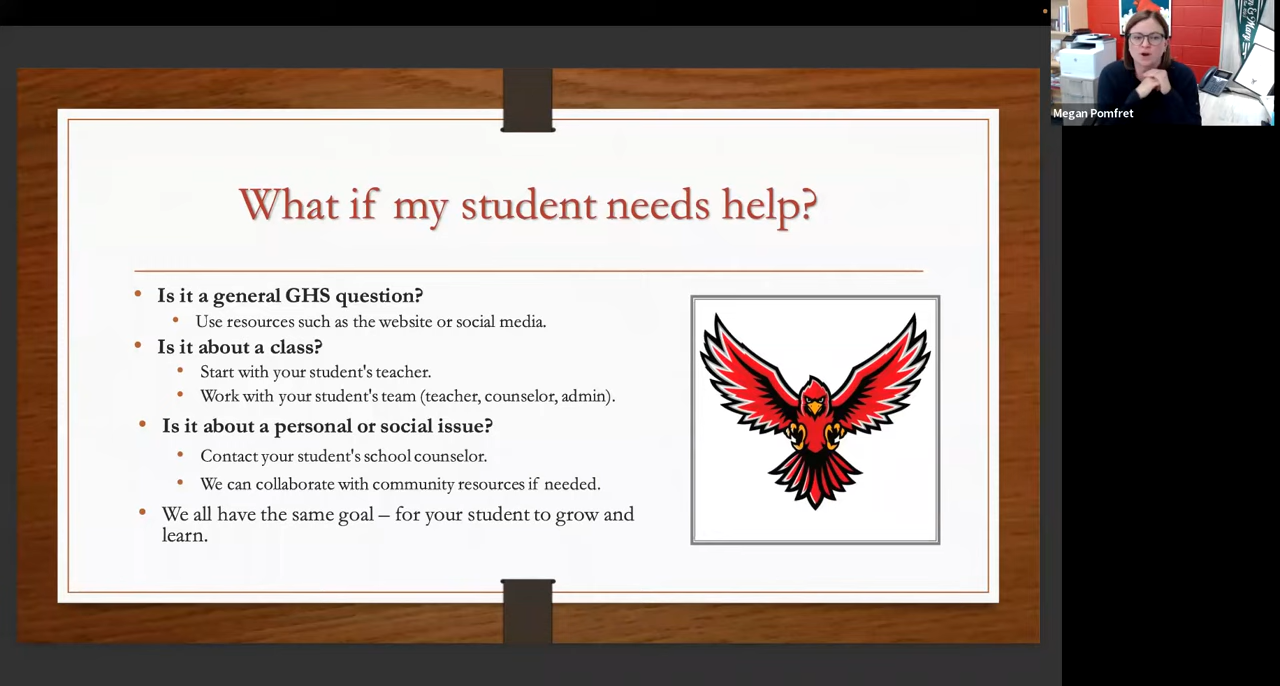 What if my student needs help?
• Is it a general GHS question?
• Use resources such as the website or social media.
• Is it about a class?
• Start with your student's teacher.
• Work with your student's team (teacher, counselor, admin).
• Is it about a personal or social issue?
• Contact your student's school counselor.
• We can collaborate with community resources if needed.
• We all have the same goal – for your student to grow and
learn.
Megan Pomfret